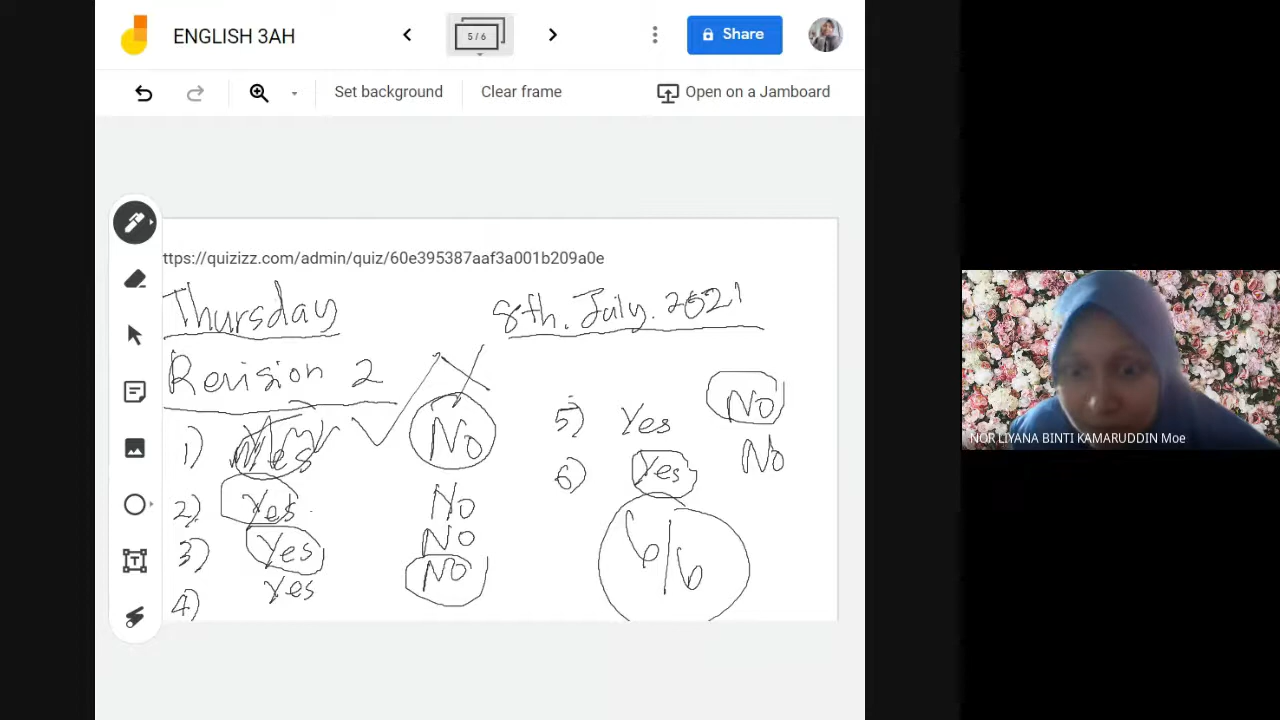 ENGLISH 3AH
5 / 6
Share
Set background
Clear frame
Open on a Jamboard
ttps://quizizz.com/admin/quiz/60e395387aaf3a001b209a0e
Thursday
8th. July. 2021
Revision 2
1) Yes No
2) Yes No
3) Yes No
4) Yes No
5) Yes No
6) Yes No
6/6
NOR LIYANA BINTI KAMARUDDIN Moe